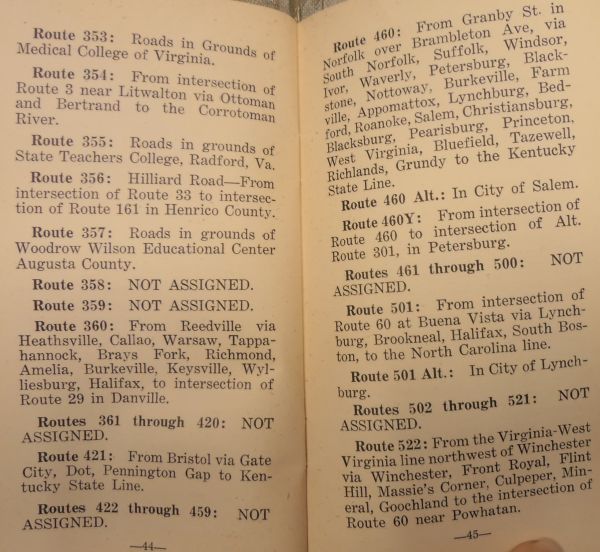 Route 353: Roads in Grounds of
Medical College of Virginia.
Route 354: From intersection of
Route 3 near Litwalton via Ottoman
and Bertrand to the Corrotoman
River.
Route 355: Roads in grounds of
State Teachers College, Radford, Va.
Route 356: Hilliard Road—From
intersection of Route 33 to intersec-
tion of Route 161 in Henrico County.
Route 357: Roads in grounds of
Woodrow Wilson Educational Center
Augusta County.
Route 358: NOT ASSIGNED.
Route 359: NOT ASSIGNED.
Route 360: From Reedville via
Heathsville, Callao, Warsaw, Tappa-
hannock, Brays Fork, Richmond,
Amelia, Burkeville, Keysville, Wyl-
liesburg, Halifax, to intersection of
Route 29 in Danville.
Routes 361 through 420: NOT
ASSIGNED.
Route 421: From Bristol via Gate
City, Dot, Pennington Gap to Ken-
tucky State Line.
Routes 422 through 459: NOT
ASSIGNED.
—44—
Route 460: From Granby St. in
Norfolk over Brambleton Ave, via
South Norfolk, Suffolk, Windsor,
Ivor, Waverly, Petersburg, Black-
stone, Nottoway, Burkeville, Farm
ville, Appomattox, Lynchburg, Bed-
ford, Roanoke, Salem, Christiansburg,
Blacksburg, Pearisburg, Princeton,
West Virginia, Bluefield, Tazewell,
Richlands, Grundy to the Kentucky
State Line.
Route 460 Alt.: In City of Salem.
Route 460Y: From intersection of
Route 460 to intersection of Alt.
Route 301, in Petersburg.
Routes 461 through 500: NOT
ASSIGNED.
Route 501: From intersection of
Route 60 at Buena Vista via Lynch-
burg, Brookneal, Halifax, South Bos-
ton, to the North Carolina line.
Route 501 Alt.: In City of Lynch-
burg.
Routes 502 through 521: NOT
ASSIGNED.
Route 522: From the Virginia-West
Virginia line northwest of Winchester
via Winchester, Front Royal, Flint
Hill, Massie's Corner, Culpeper, Min-
eral, Goochland to the intersection of
Route 60 near Powhatan.
—45—